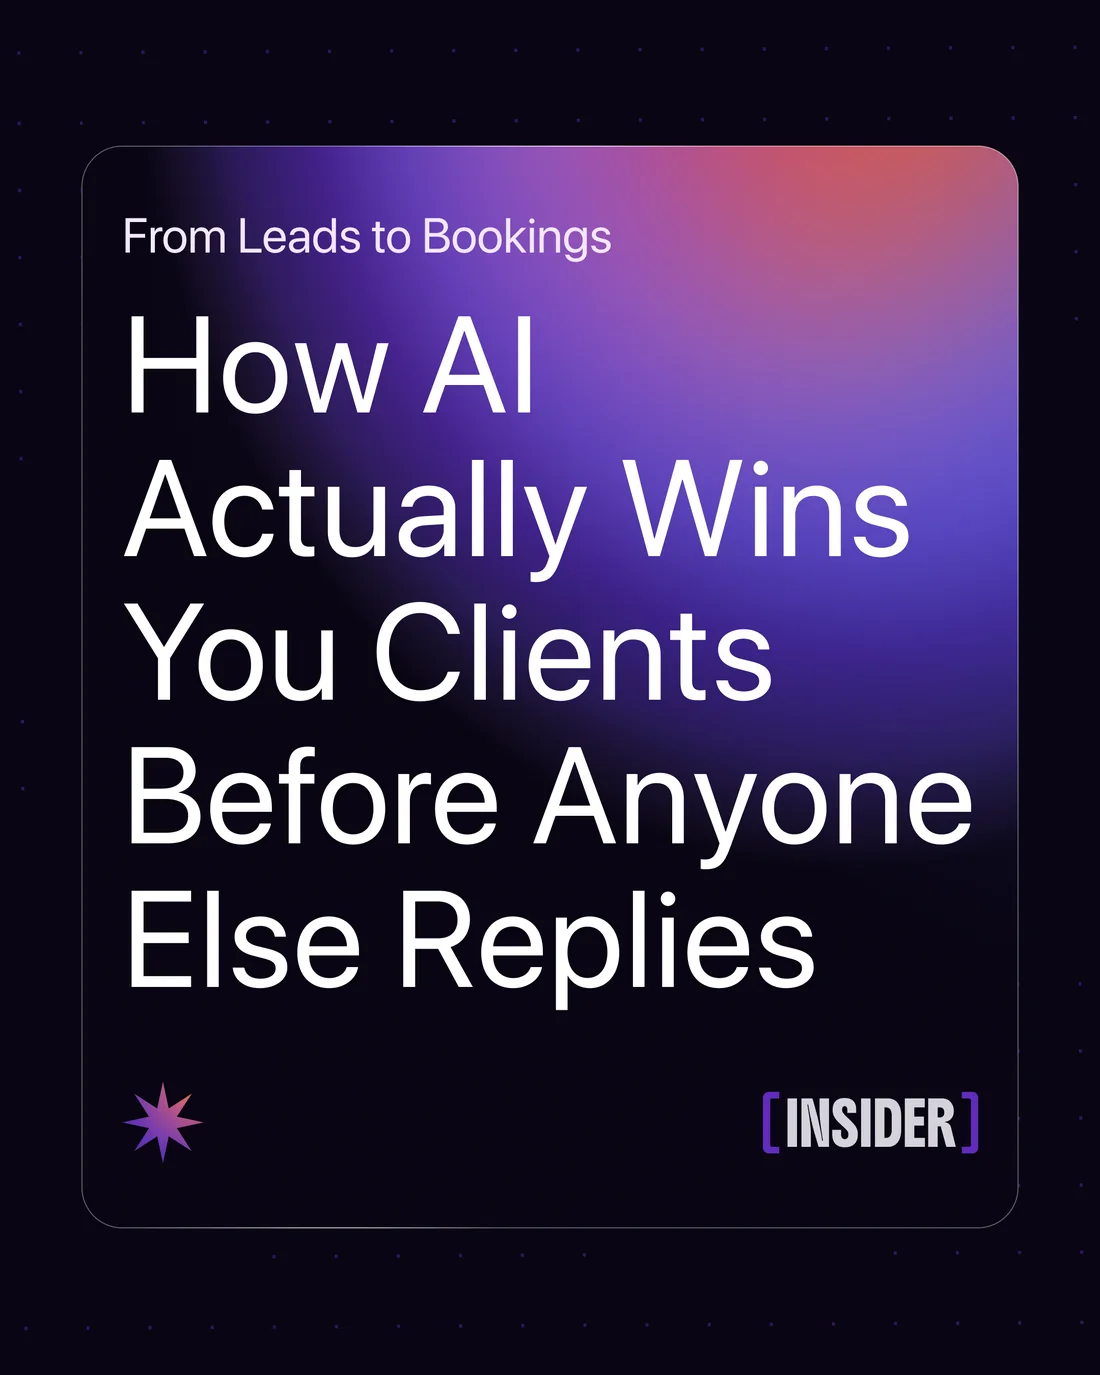 From Leads to Bookings
How AI
Actually Wins
You Clients
Before Anyone
Else Replies
[INSIDER]